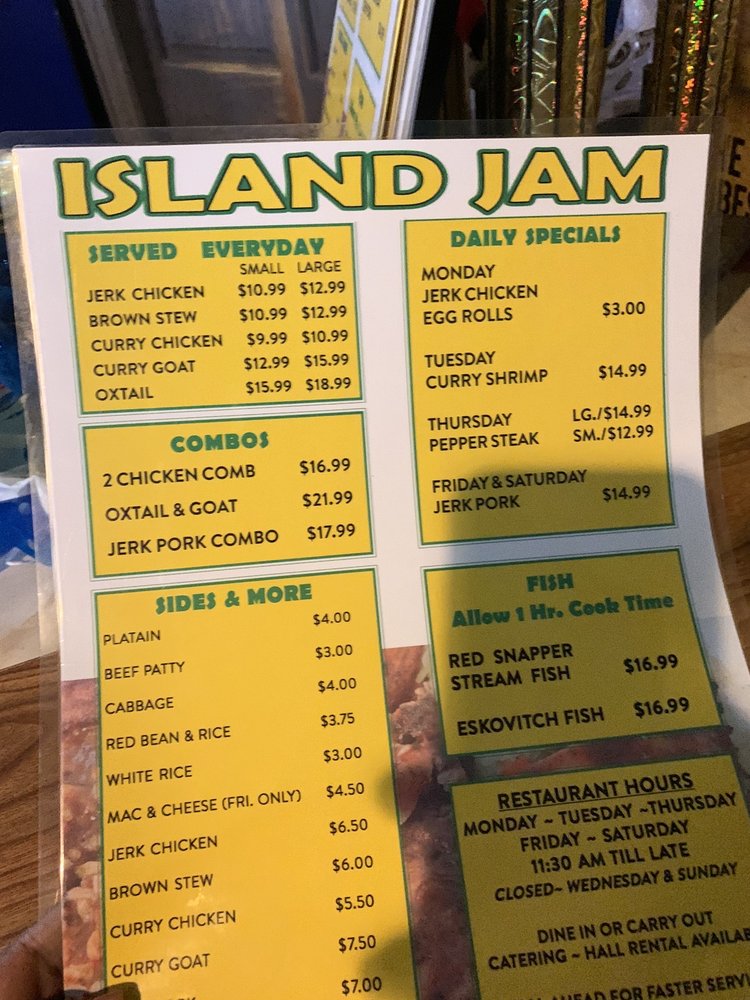 ISLAND JAM
SERVED EVERYDAY
SMALL LARGE
JERK CHICKEN $10.99 $12.99
BROWN STEW $10.99 $12.99
CURRY CHICKEN $9.99 $10.99
CURRY GOAT $12.99 $15.99
OXTAIL $15.99 $18.99
COMBOS
2 CHICKEN COMB $16.99
OXTAIL & GOAT $21.99
JERK PORK COMBO $17.99
SIDES & MORE
PLATAIN $4.00
BEEF PATTY $3.00
CABBAGE $4.00
RED BEAN & RICE $3.75
WHITE RICE $3.00
MAC & CHEESE (FRI. ONLY) $4.50
JERK CHICKEN $6.50
BROWN STEW $6.00
CURRY CHICKEN $5.50
CURRY GOAT $7.50
$7.00
DAILY SPECIALS
MONDAY
JERK CHICKEN
EGG ROLLS $3.00
TUESDAY
CURRY SHRIMP $14.99
THURSDAY LG./$14.99
PEPPER STEAK SM./$12.99
FRIDAY & SATURDAY
JERK PORK $14.99
FISH
Allow 1 Hr. Cook Time
RED SNAPPER
STREAM FISH $16.99
ESKOVITCH FISH $16.99
RESTAURANT HOURS
MONDAY ~ TUESDAY ~THURSDAY
FRIDAY ~ SATURDAY
11:30 AM TILL LATE
CLOSED~ WEDNESDAY & SUNDAY
DINE IN OR CARRY OUT
CATERING ~ HALL RENTAL AVAILAB
AHEAD FOR FASTER SERVI